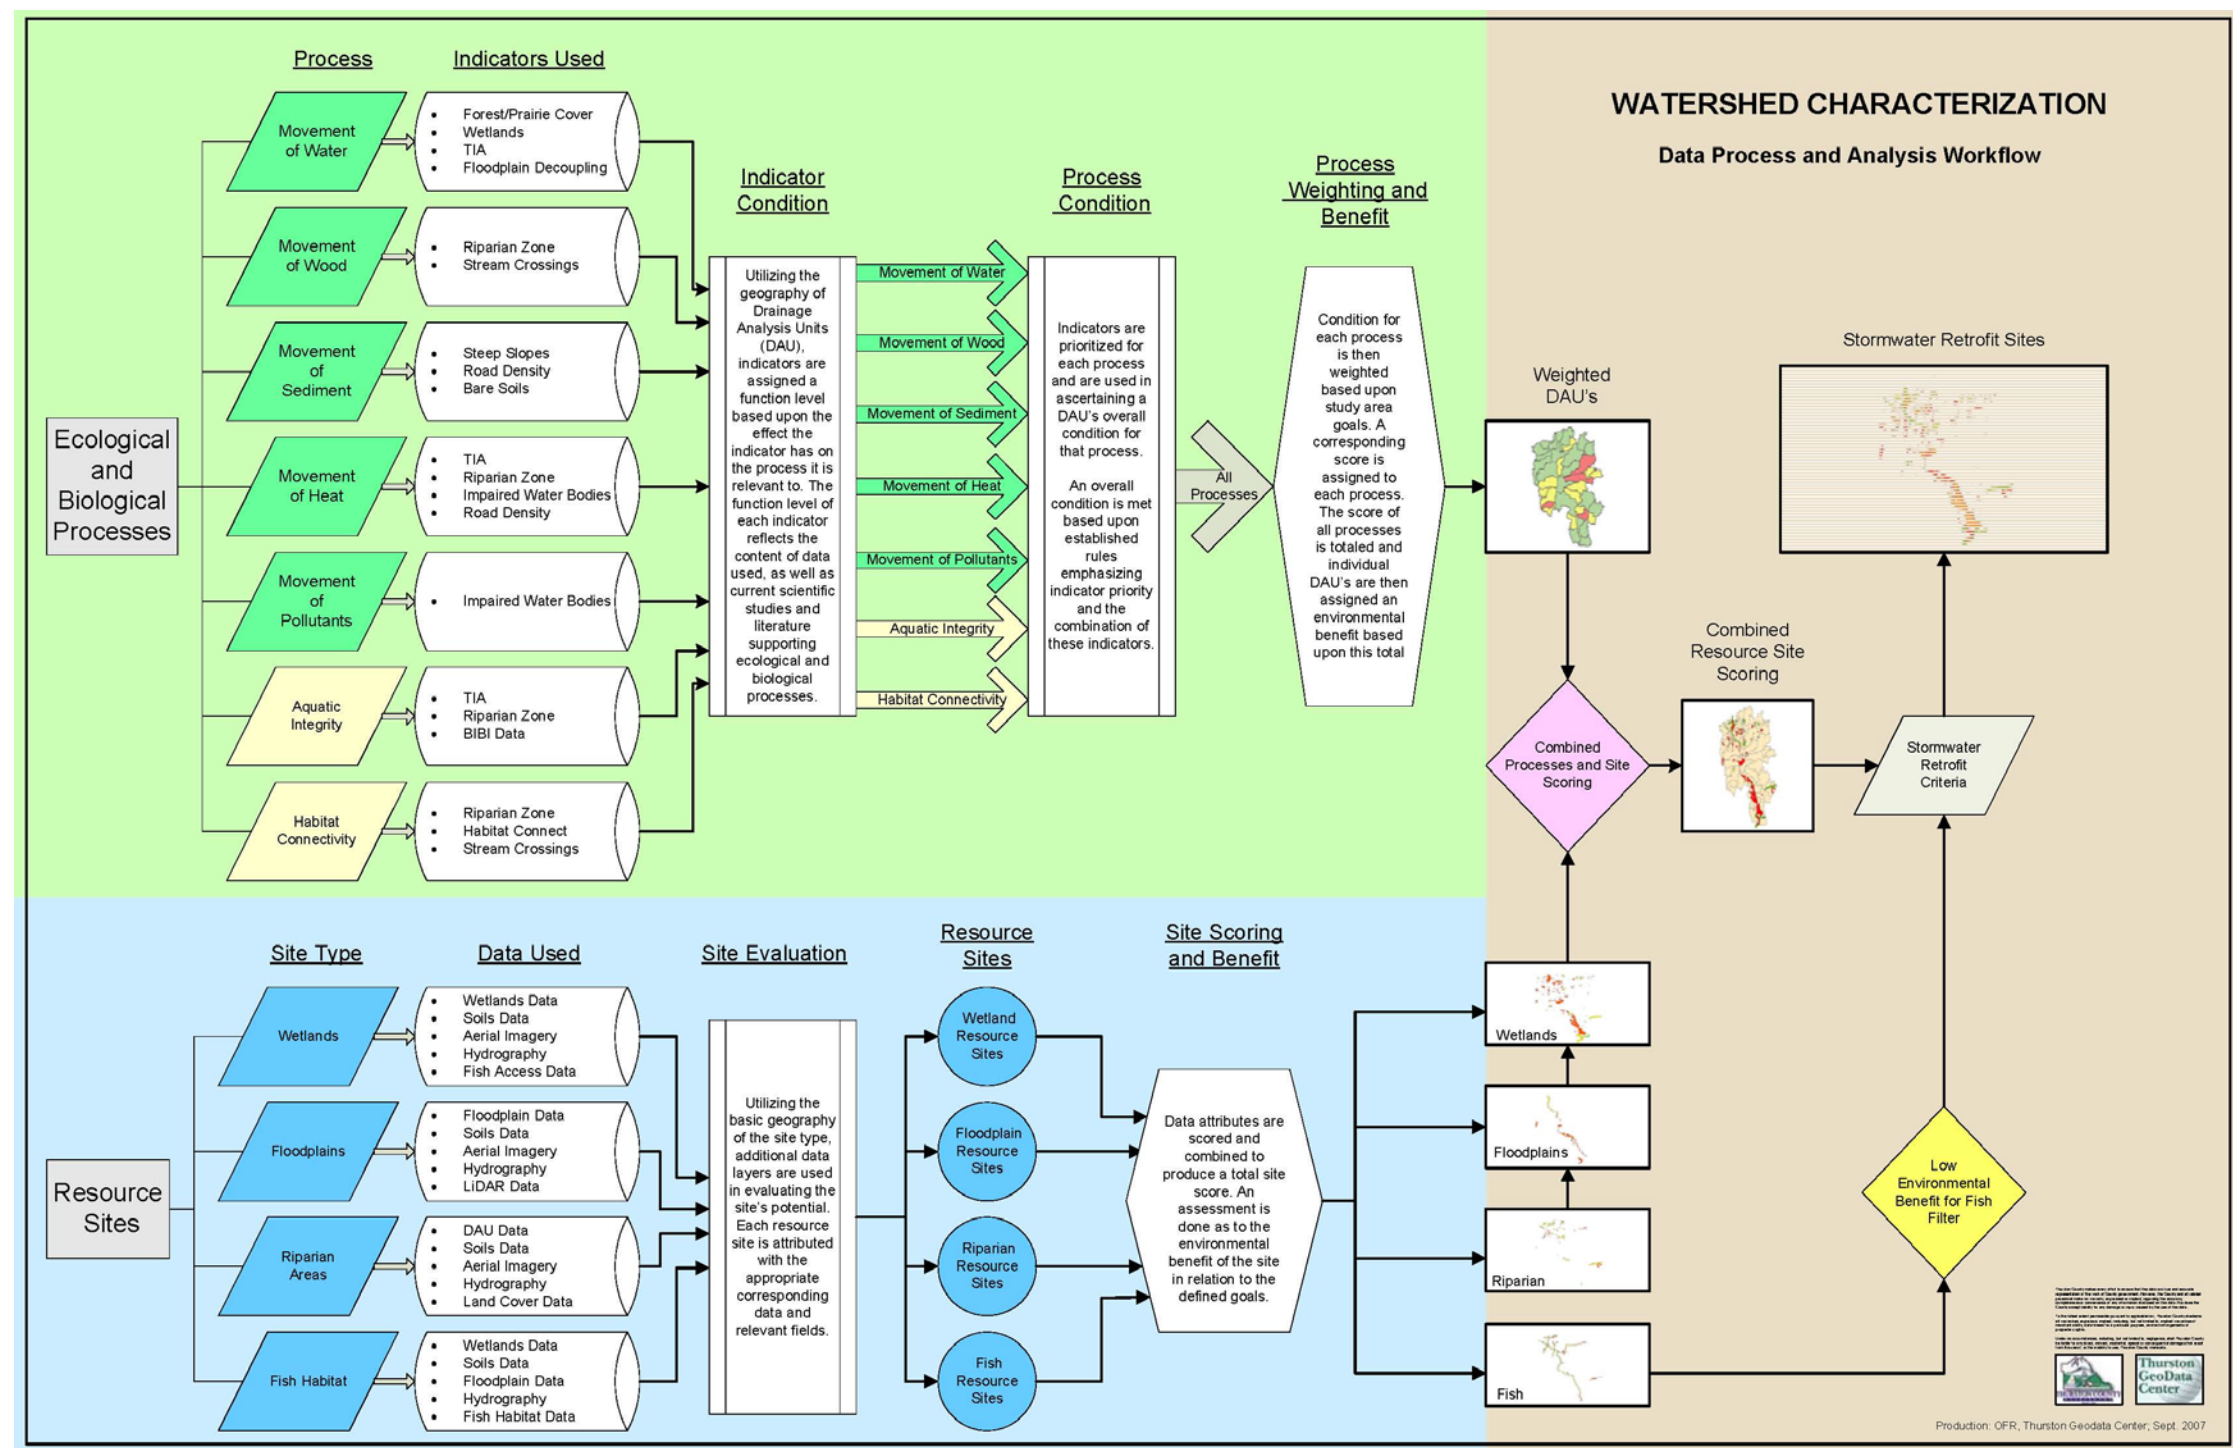 WATERSHED CHARACTERIZATION
Data Process and Analysis Workflow
Process
Indicators Used
Movement
of Water
Forest/Prairie Cover
Wetlands
TIA
Floodplain Decoupling
Movement
of Wood
Riparian Zone
Stream Crossings
Movement
of
Sediment
Steep Slopes
Road Density
Bare Soils
Movement
of Heat
TIA
Riparian Zone
Impaired Water Bodies
Road Density
Movement
of
Pollutants
Impaired Water Bodies
Aquatic
Integrity
TIA
Riparian Zone
BIBI Data
Habitat
Connectivity
Riparian Zone
Habitat Connect
Stream Crossings
Ecological
and
Biological
Processes
Indicator
Condition
Utilizing the
geography of
Drainage
Analysis Units
(DAU),
indicators are
assigned a
function level
based upon the
effect the
indicator has on
the process it is
relevant to. The
function level of
each indicator
reflects the
content of data
used, as well as
current scientific
studies and
literature
supporting
ecological and
biological
processes.
Movement of Water
Movement of Wood
Movement of Sediment
Movement of Heat
Movement of Pollutants
Aquatic Integrity
Habitat Connectivity
Process
Condition
Indicators are
prioritized for
each process
and are used in
ascertaining a
DAU's overall
condition for
that process.
An overall
condition is met
based upon
established
rules
emphasizing
indicator priority
and the
combination of
these indicators.
All
Processes
Process
Weighting and
Benefit
Condition for
each process
is then
weighted
based upon
study area
goals. A
corresponding
score is
assigned to
each process.
The score of
all processes
is totaled and
individual
DAU's are then
assigned an
environmental
benefit based
upon this total
Weighted
DAU's
Stormwater Retrofit Sites
Combined
Resource Site
Scoring
Combined
Processes and Site
Scoring
Stormwater
Retrofit
Criteria
Site Type
Data Used
Site Evaluation
Resource
Sites
Site Scoring
and Benefit
Resource
Sites
Wetlands
Wetlands Data
Soils Data
Aerial Imagery
Hydrography
Fish Access Data
Floodplains
Floodplain Data
Soils Data
Aerial Imagery
Hydrography
LiDAR Data
Riparian
Areas
DAU Data
Soils Data
Aerial Imagery
Hydrography
Land Cover Data
Fish Habitat
Wetlands Data
Soils Data
Floodplain Data
Hydrography
Fish Habitat Data
Utilizing the
basic geography
of the site type,
additional data
layers are used
in evaluating the
site's potential.
Each resource
site is attributed
with the
appropriate
corresponding
data and
relevant fields.
Wetland
Resource
Sites
Floodplain
Resource
Sites
Riparian
Resource
Sites
Fish
Resource
Sites
Data attributes are
scored and
combined to
produce a total site
score. An
assessment is
done as to the
environmental
benefit of the site
in relation to the
defined goals.
Wetlands
Floodplains
Riparian
Fish
Low
Environmental
Benefit for Fish
Filter
Thurston
GeoData
Center
Production: OFR, Thurston Geodata Center; Sept. 2007